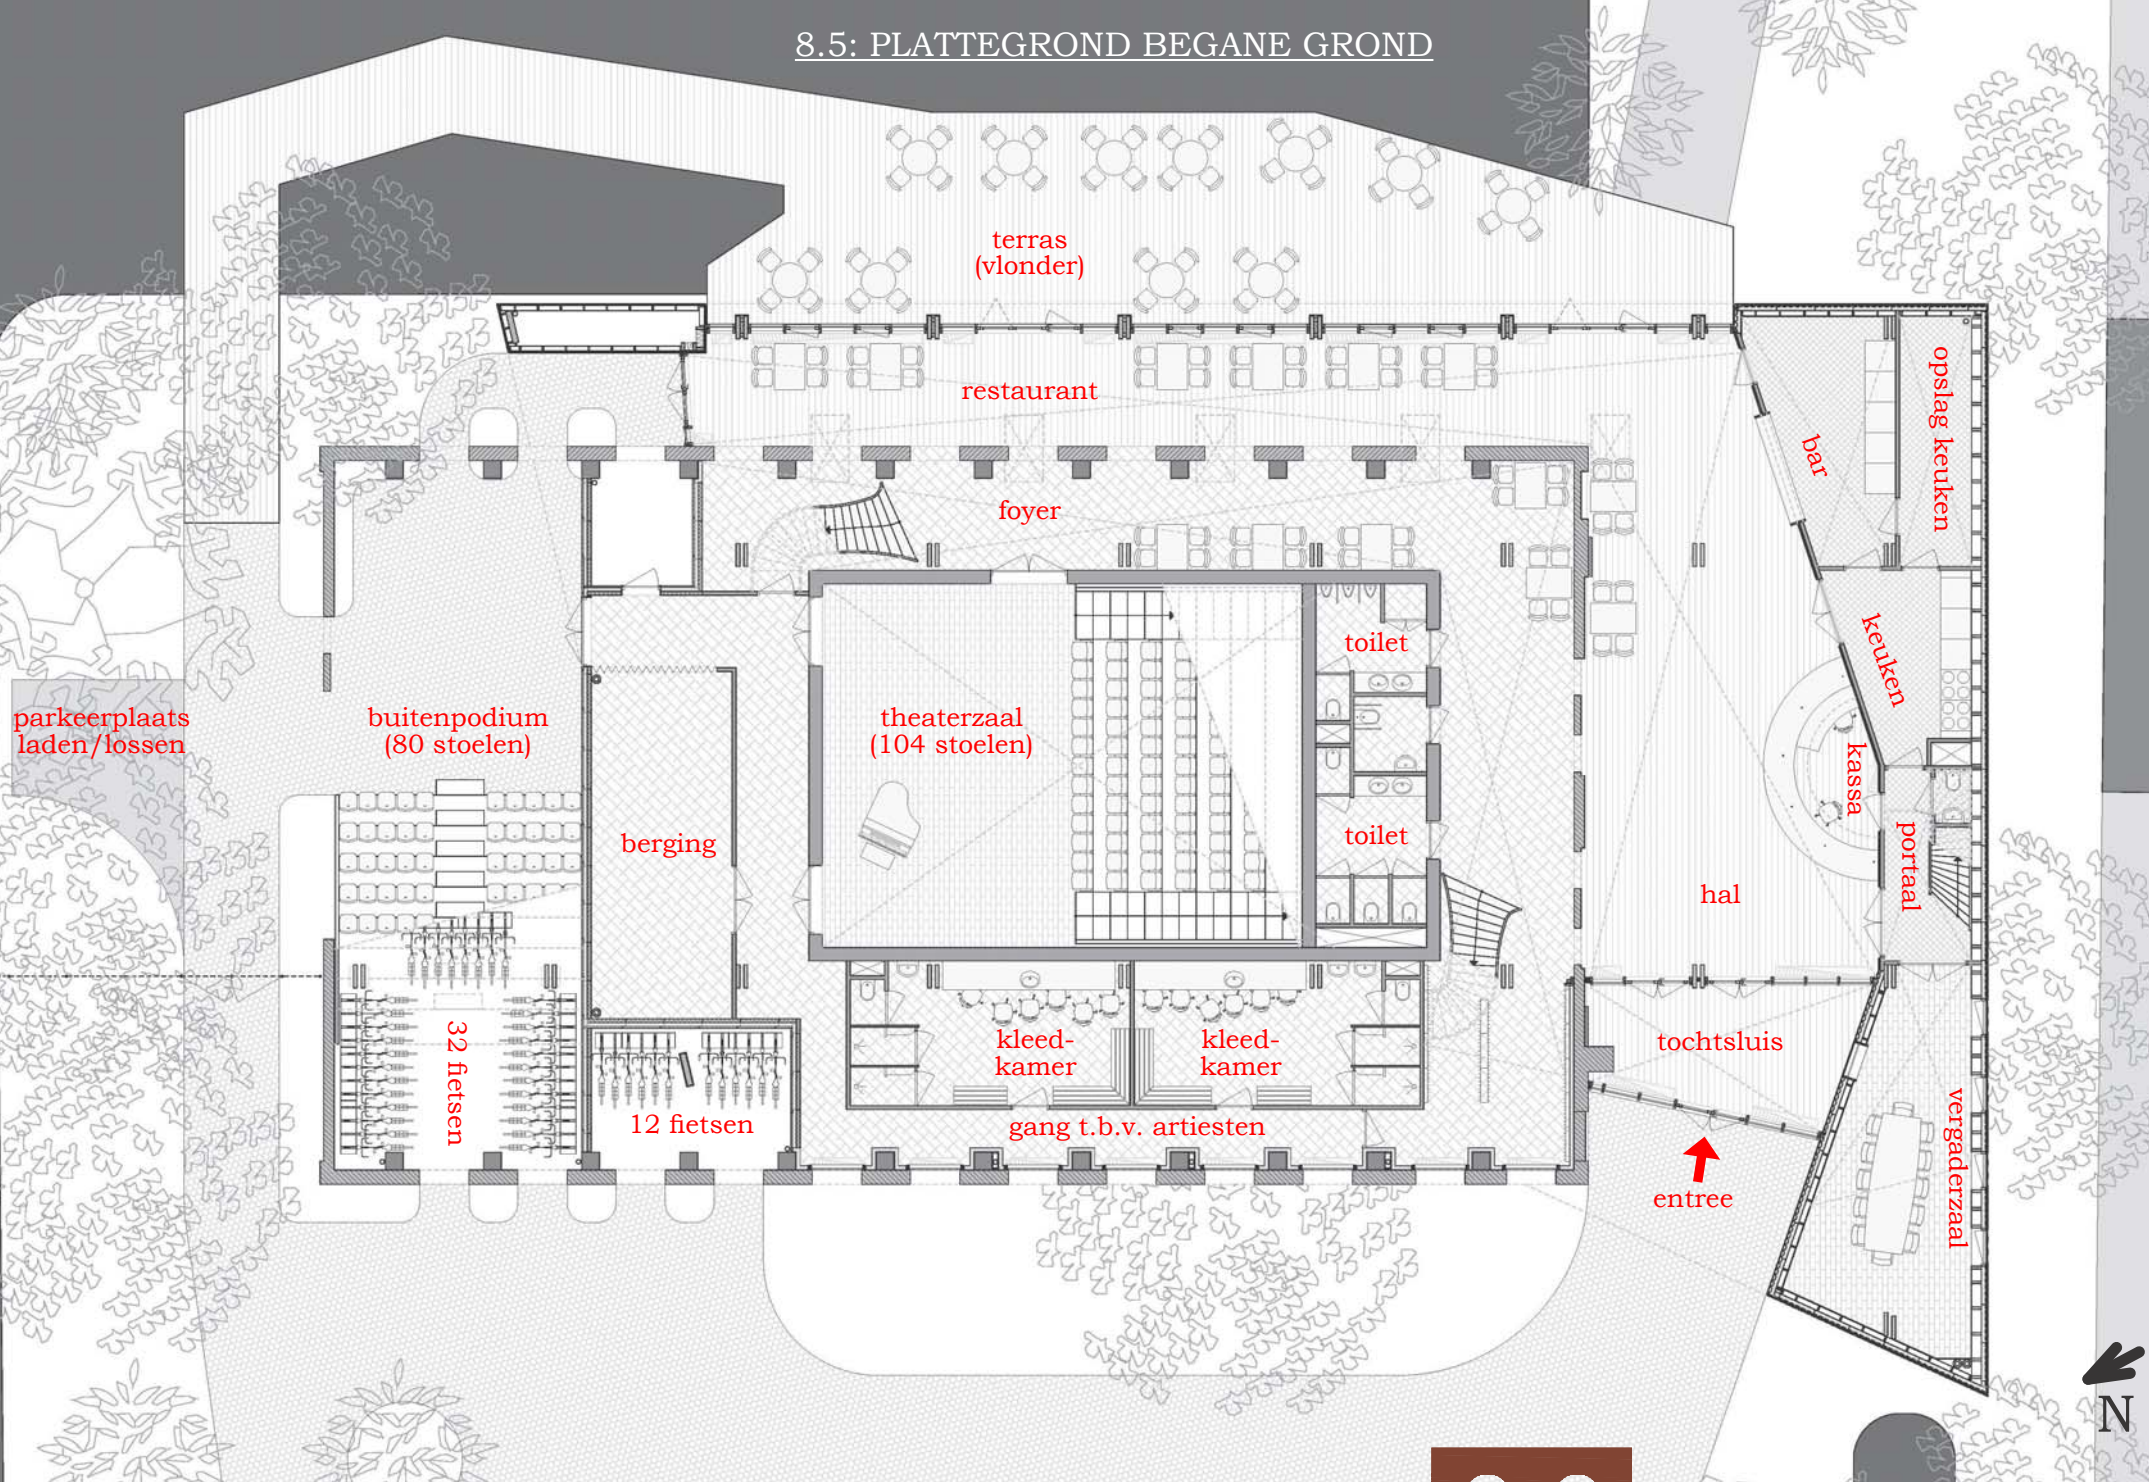 8.5: PLATTEGROND BEGANE GROND
terras
(vlonder)
restaurant
opslag keuken
bar
foyer
keuken
toilet
parkeerplaats
laden/lossen
buitenpodium
(80 stoelen)
theaterzaal
(104 stoelen)
kassa
berging
toilet
portaal
hal
32 fietsen
kleed-
kamer
kleed-
kamer
tochtsluis
12 fietsen
gang t.b.v. artiesten
vergaderzaal
entree
N